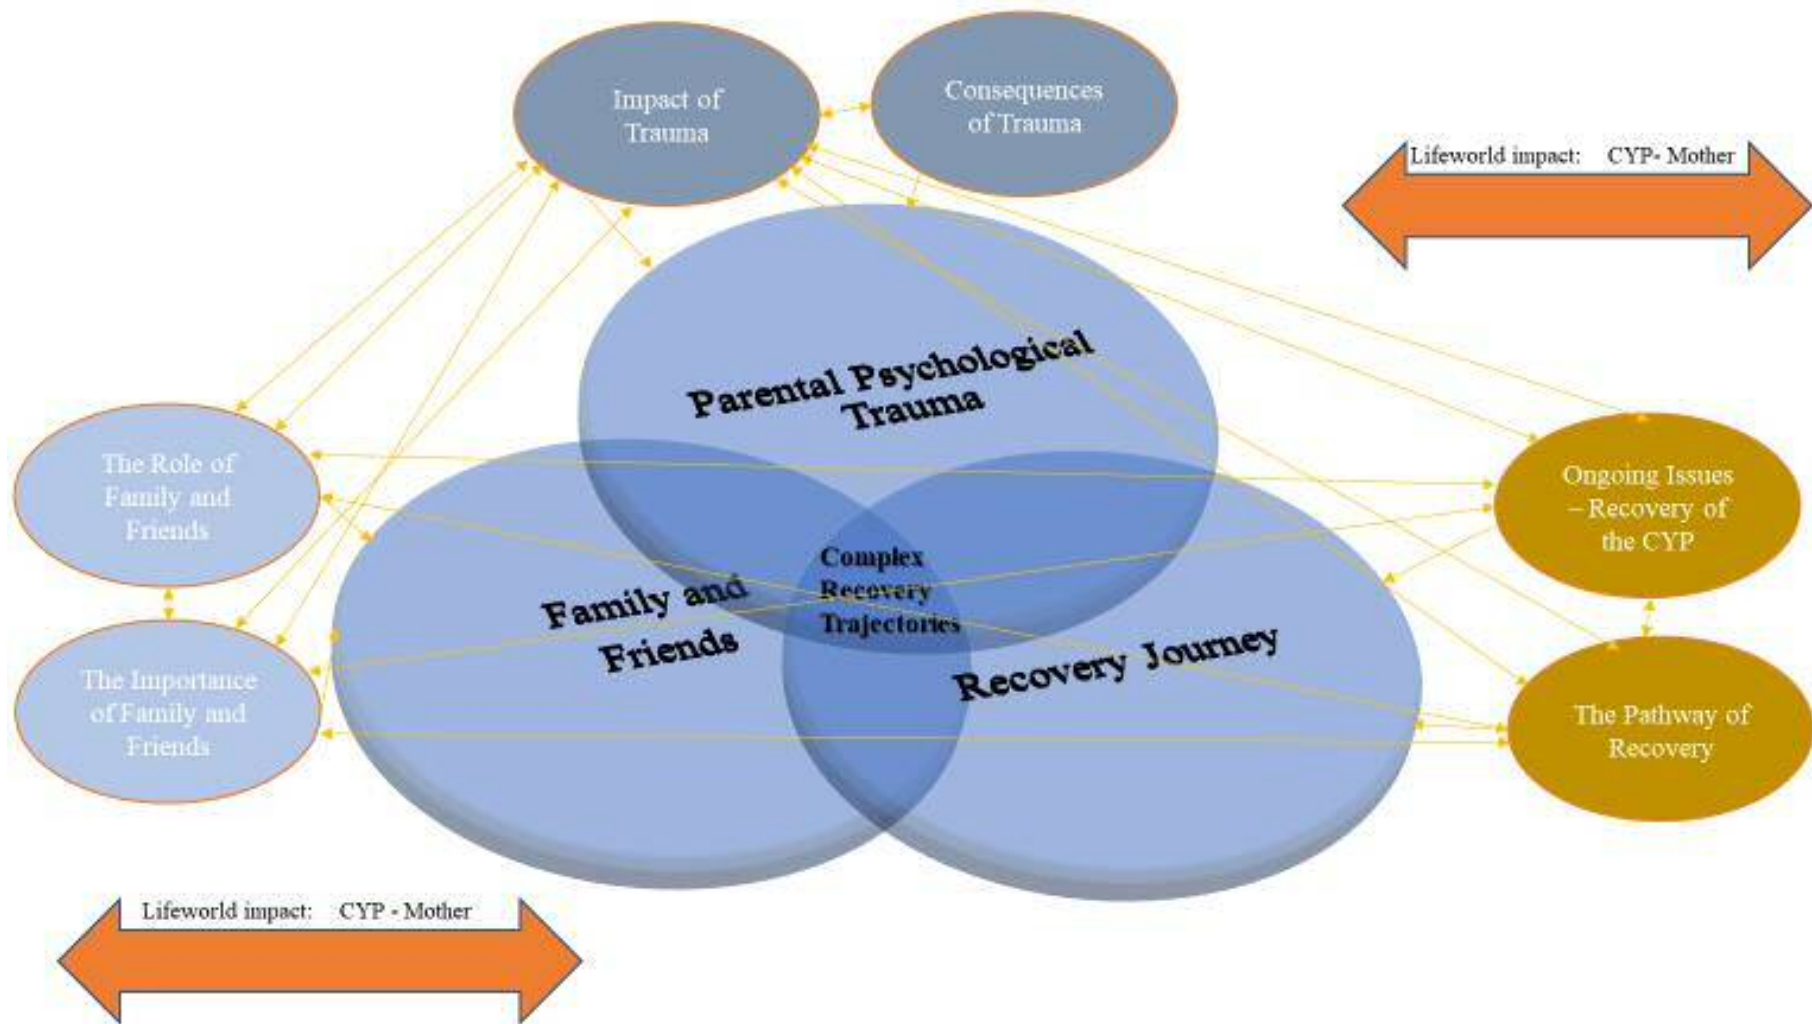 Impact of
Trauma
Consequences
of Trauma
Lifeworld impact: CYP- Mother
Parental Psychological
Trauma
The Role of
Family and
Friends
Ongoing Issues
– Recovery of
the CYP
Complex
Recovery
Trajectories
Family and
Friends
Recovery Journey
The Importance
of Family and
Friends
The Pathway of
Recovery
Lifeworld impact: CYP - Mother